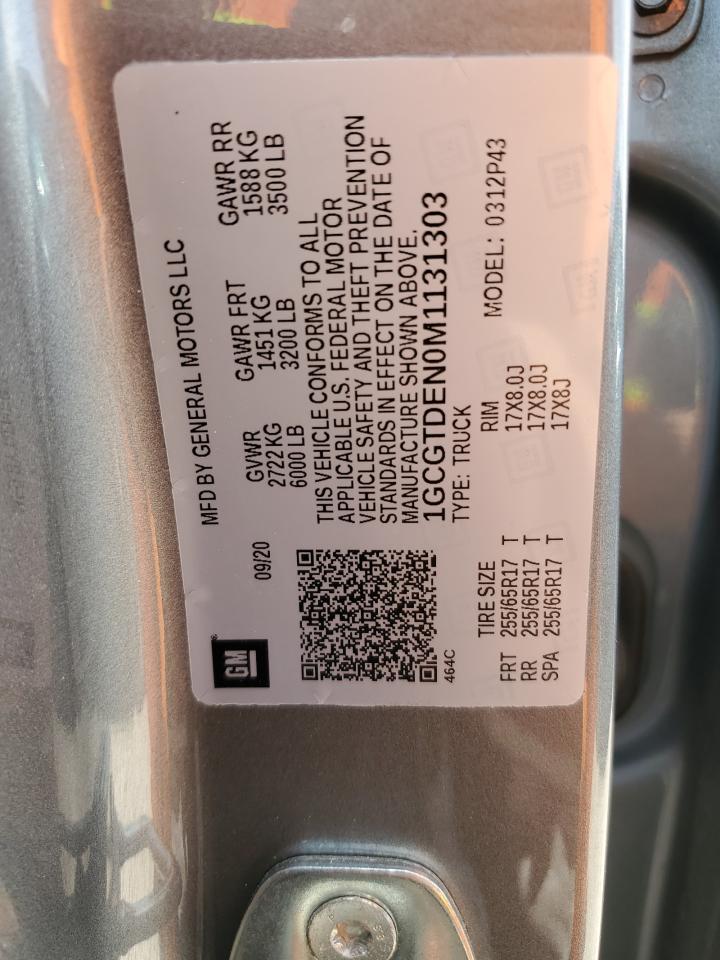 GM
MFD BY GENERAL MOTORS LLC
09/20
GVWR GAWR FRT GAWR RR
2722 KG 1451 KG 1588 KG
6000 LB 3200 LB 3500 LB
THIS VEHICLE CONFORMS TO ALL
APPLICABLE U.S. FEDERAL MOTOR
VEHICLE SAFETY AND THEFT PREVENTION
STANDARDS IN EFFECT ON THE DATE OF
MANUFACTURE SHOWN ABOVE.
1GCGTDEN0M1131303
464C
TYPE: TRUCK
MODEL: 0312P43
TIRE SIZE RIM
FRT 255/65R17 T 17X8.0J
RR 255/65R17 T 17X8.0J
SPA 255/65R17 T 17X8J